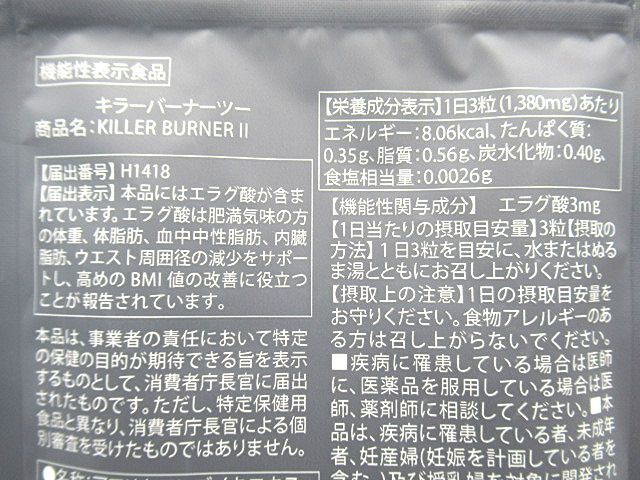 機能性表示食品
キラーバーナーツー
商品名:KILLER BURNER II
【届出番号】H1418
【届出表示】本品にはエラグ酸が含ま
れています。エラグ酸は肥満気味の方
の体重、体脂肪、血中中性脂肪、内臓
脂肪、ウエスト周囲径の減少をサポー
トし、高めのBMI値の改善に役立つ
ことが報告されています。
本品は、事業者の責任において特定
の保健の目的が期待できる旨を表示
するものとして、消費者庁長官に届出
されたものです。ただし、特定保健用
食品と異なり、消費者庁長官による個
別審査を受けたものではありません。
【栄養成分表示】1日3粒(1,380mg)あたり
エネルギー:8.06kcal、たんぱく質:
0.35g、脂質:0.56g、炭水化物:0.40g、
食塩相当量:0.0026g
【機能性関与成分】 エラグ酸3mg
【1日当たりの摂取目安量】3粒【摂取の
方法】1日3粒を目安に、水またはぬる
ま湯とともにお召し上がりください。
【摂取上の注意】1日の摂取目安量を
お守りください。食物アレルギーのあ
る方は召し上がらないでください。
■疾病に罹患している場合は医師
に、医薬品を服用している場合は医
師、薬剤師に相談してください。■本
品は、疾病に罹患している者、未成年
者、妊産婦(妊娠を計画している者を
含む。)及び授乳婦を対象に開発され